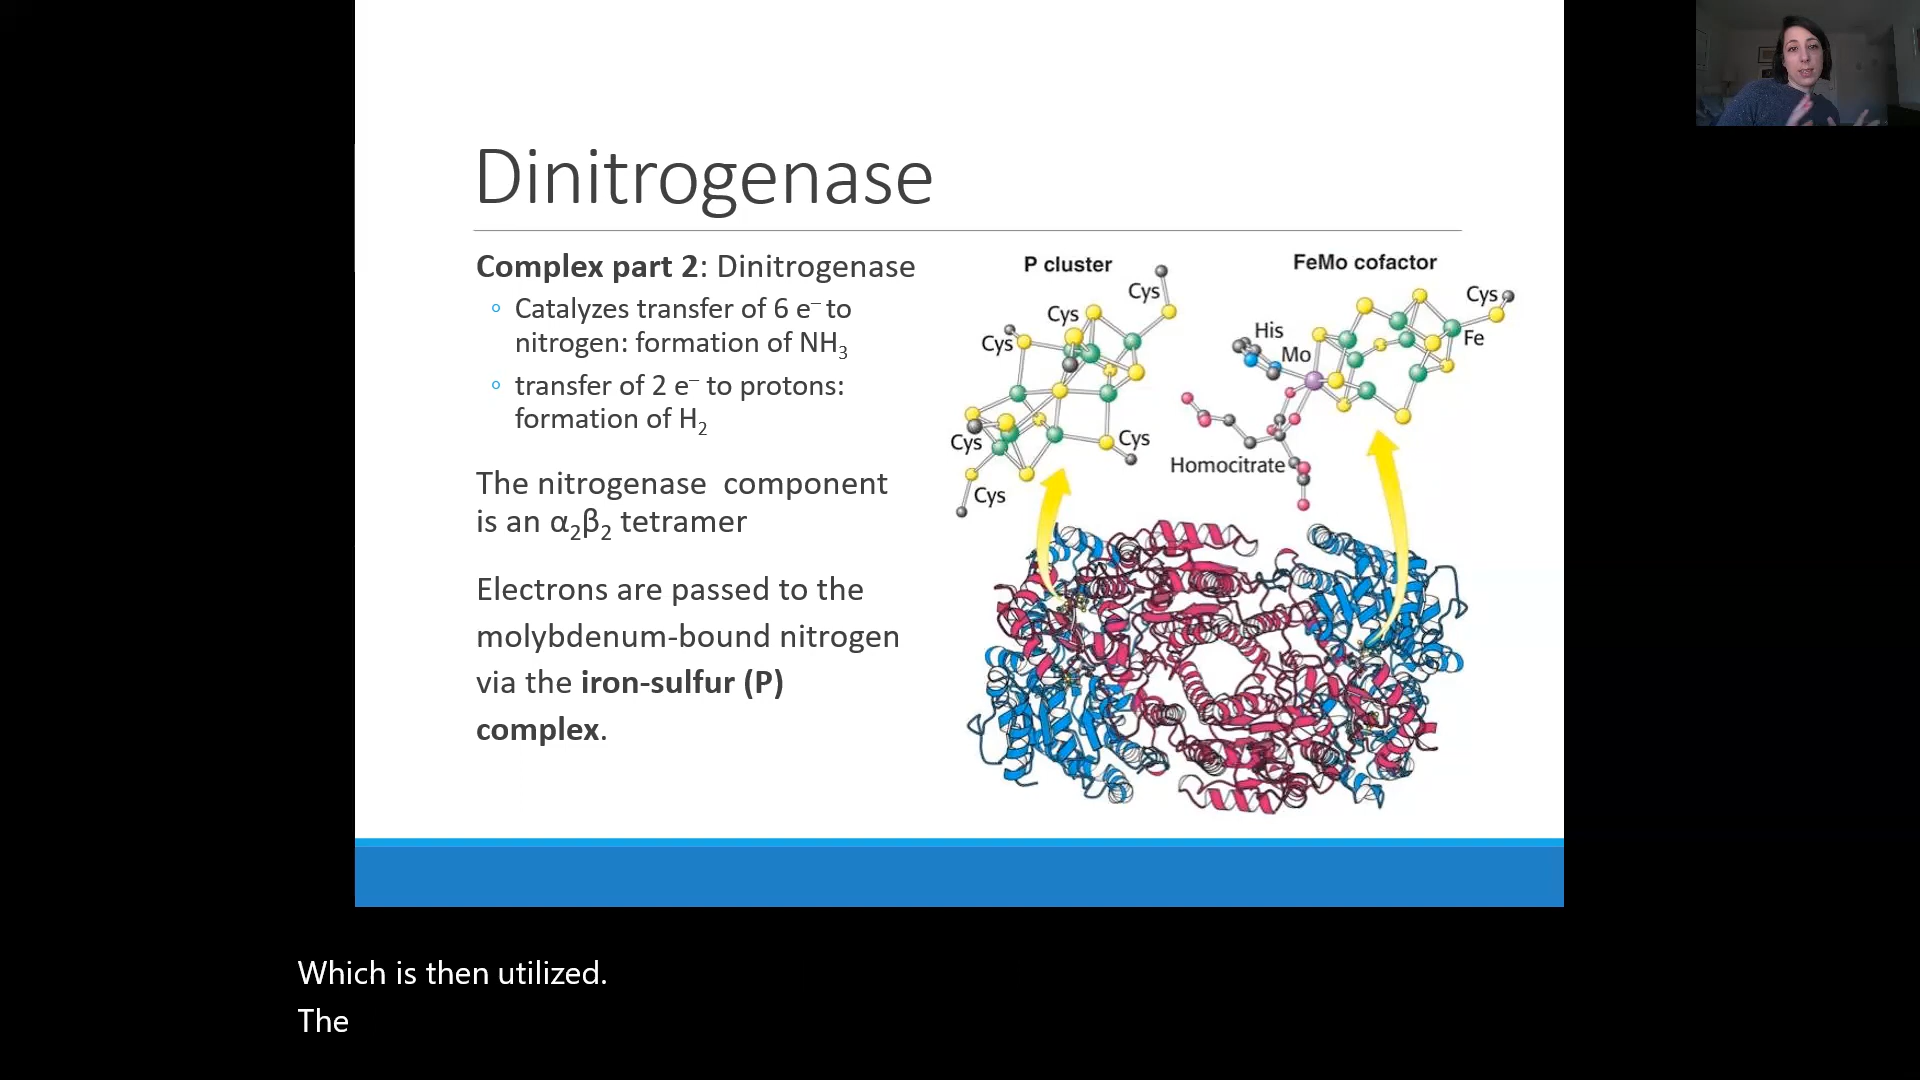 Dinitrogenase
Complex part 2: Dinitrogenase
◦ Catalyzes transfer of 6 e⁻ to
nitrogen: formation of NH₃
◦ transfer of 2 e⁻ to protons:
formation of H₂
The nitrogenase  component
is an α₂β₂ tetramer
Electrons are passed to the
molybdenum-bound nitrogen
via the iron-sulfur (P)
complex.
P cluster
Cys
Cys
Cys
Cys
Cys
Cys
FeMo cofactor
Cys
His
Fe
Mo
Homocitrate
Which is then utilized.
The